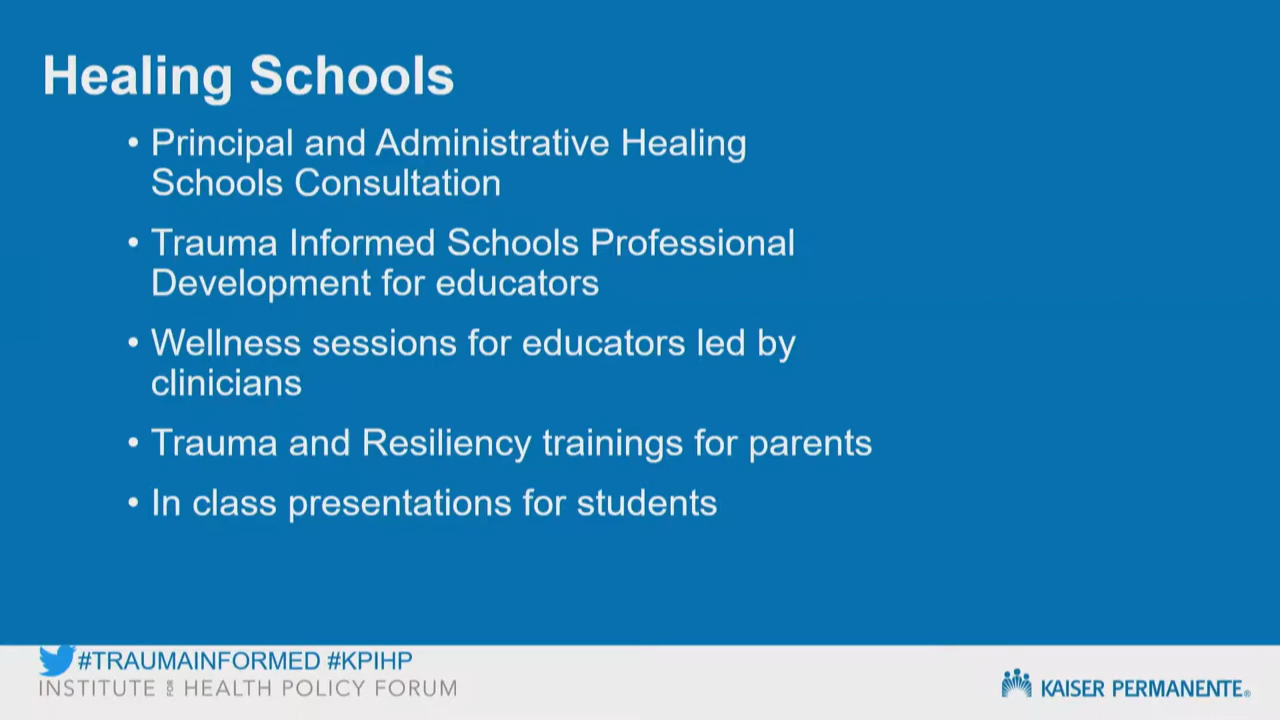 Healing Schools
• Principal and Administrative Healing
Schools Consultation
• Trauma Informed Schools Professional
Development for educators
• Wellness sessions for educators led by
clinicians
• Trauma and Resiliency trainings for parents
• In class presentations for students
#TRAUMAINFORMED #KPIHP
INSTITUTE FOR HEALTH POLICY FORUM
KAISER PERMANENTE®